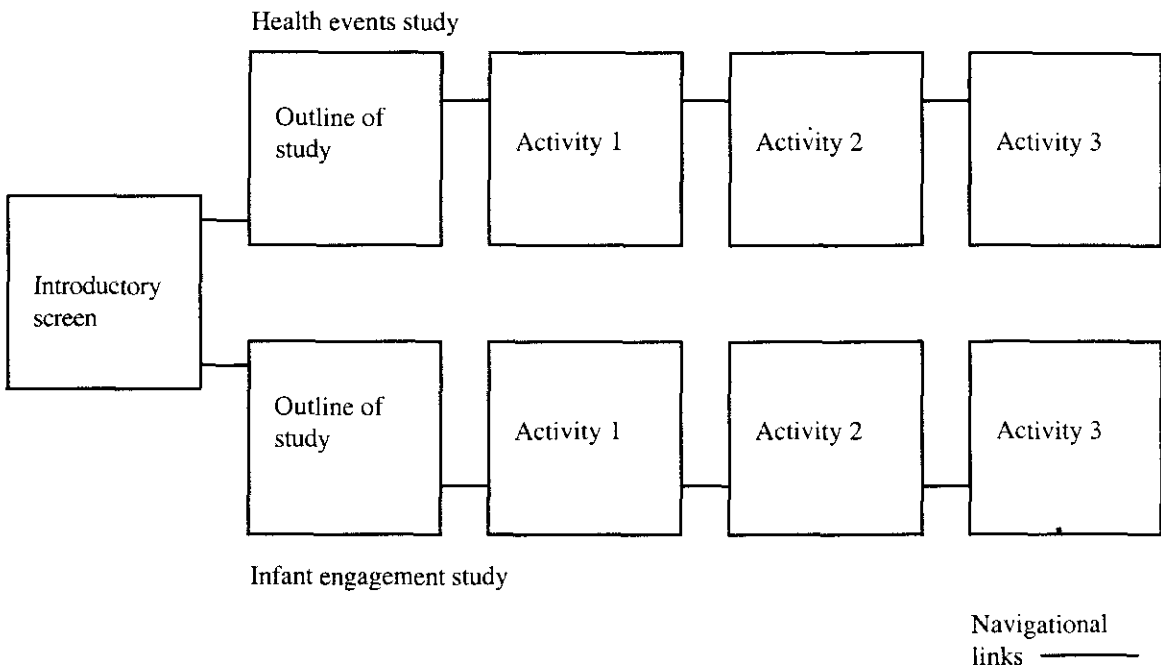 Health events study
Outline of
study
Activity 1
Activity 2
Activity 3
Introductory
screen
Outline of
study
Activity 1
Activity 2
Activity 3
Infant engagement study
Navigational
links